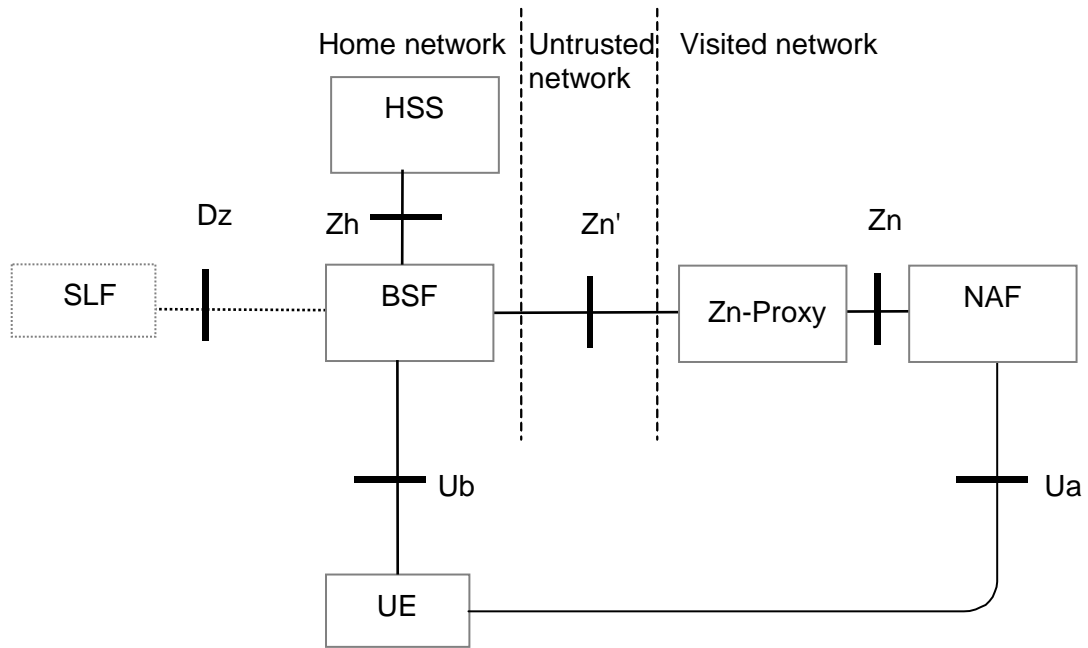 Home network
Untrusted network
Visited network
HSS
Dz
Zh
Zn'
Zn
SLF
BSF
Zn-Proxy
NAF
Ub
Ua
UE